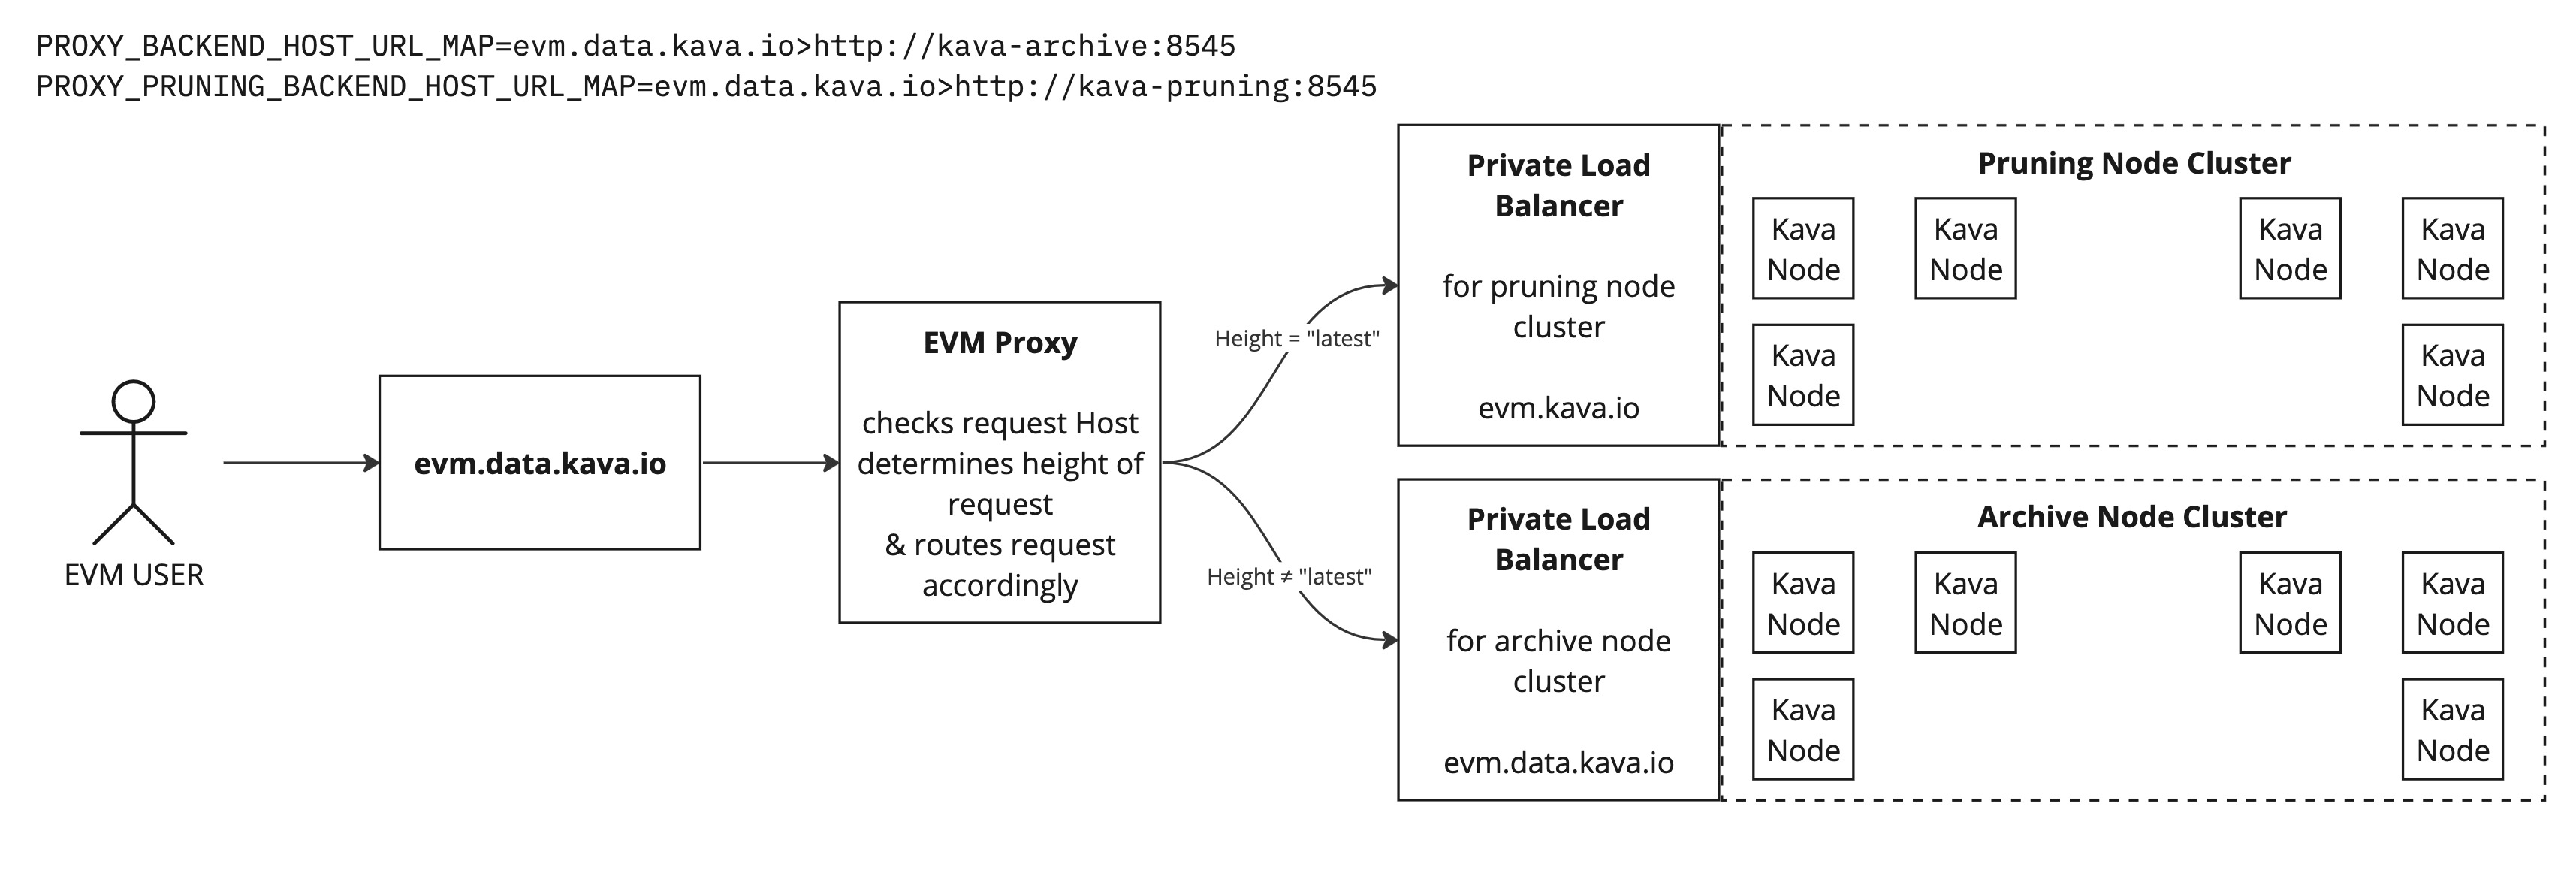 PROXY_BACKEND_HOST_URL_MAP=evm.data.kava.io>http://kava-archive:8545
PROXY_PRUNING_BACKEND_HOST_URL_MAP=evm.data.kava.io>http://kava-pruning:8545
EVM USER
evm.data.kava.io
EVM Proxy
checks request Host
determines height of
request
& routes request
accordingly
Height = "latest"
Height ≠ "latest"
Private Load
Balancer
for pruning node
cluster
evm.kava.io
Pruning Node Cluster
Kava
Node
Kava
Node
Kava
Node
Kava
Node
Kava
Node
Kava
Node
Private Load
Balancer
for archive node
cluster
evm.data.kava.io
Archive Node Cluster
Kava
Node
Kava
Node
Kava
Node
Kava
Node
Kava
Node
Kava
Node